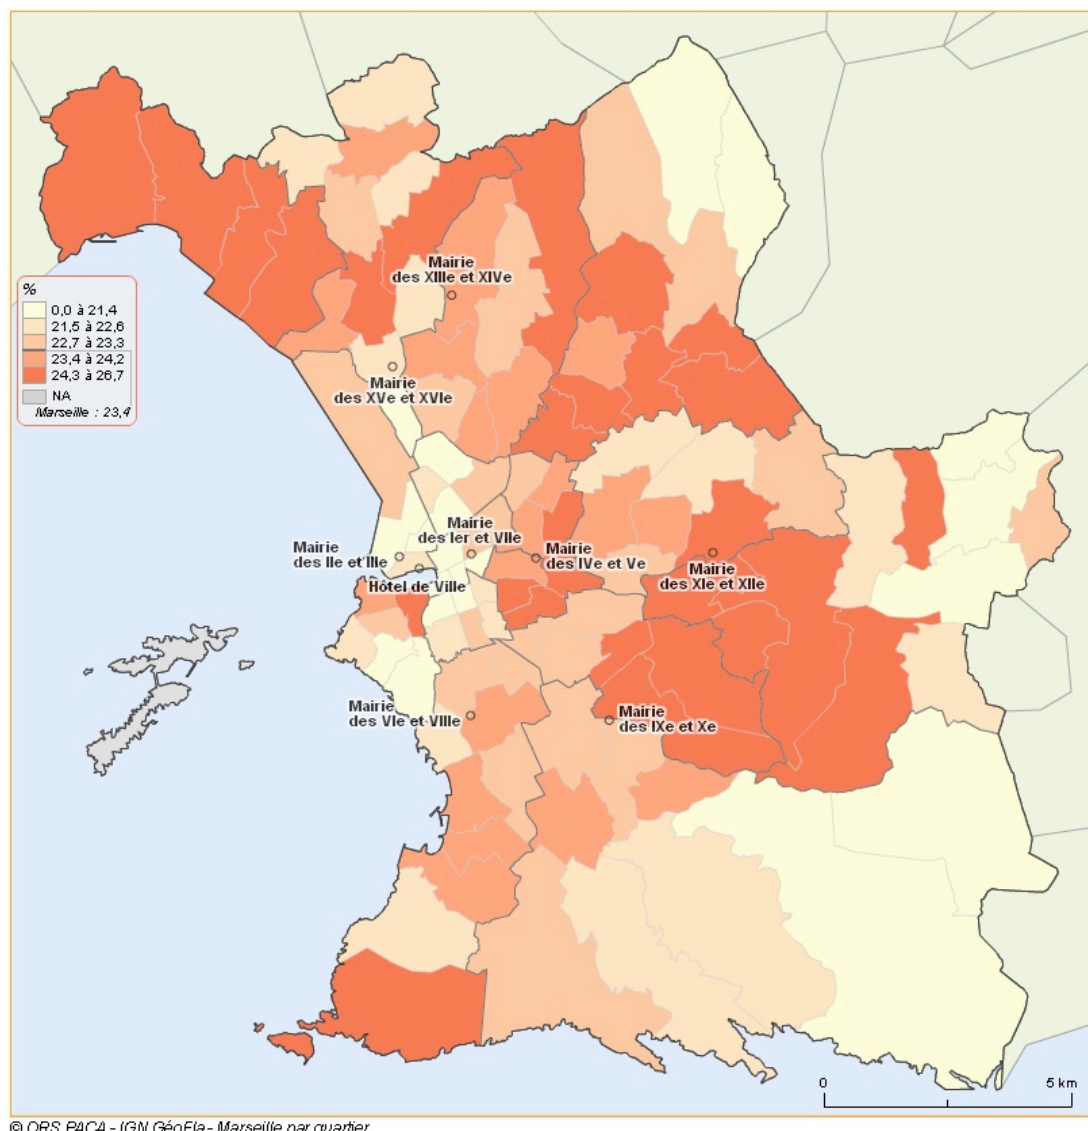 Mairie
des XIIIe et XIVe
%
0,0 à 21,4
21,5 à 22,6
22,7 à 23,3
23,4 à 24,2
24,3 à 26,7
NA
Marseille : 23,4
Mairie
des XVe et XVIe
Mairie
des Ier et VIIe
Mairie
des IIe et IIIe
Mairie
des IVe et Ve
Mairie
des XIe et XIIe
Hôtel de Ville
Mairie
des VIe et VIIIe
Mairie
des IXe et Xe
0 5 km
© ORS PACA - IGN GéoFla - Marseille par quartier